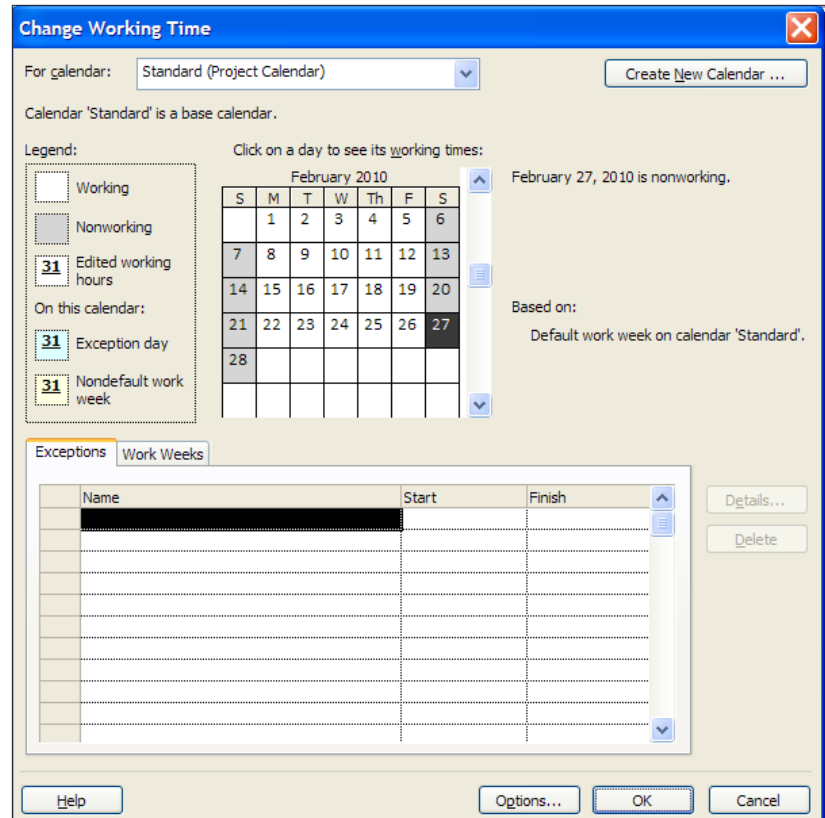 Change Working Time
For calendar: Standard (Project Calendar) Create New Calendar ...
Calendar 'Standard' is a base calendar.
Legend: Click on a day to see its working times:
Working
Nonworking
31 Edited working
hours
On this calendar:
31 Exception day
31 Nondefault work
week
February 2010
S M T W Th F S
1 2 3 4 5 6
7 8 9 10 11 12 13
14 15 16 17 18 19 20
21 22 23 24 25 26 27
28
February 27, 2010 is nonworking.
Based on:
Default work week on calendar 'Standard'.
Exceptions Work Weeks
Name Start Finish
Details...
Delete
Help Options... OK Cancel